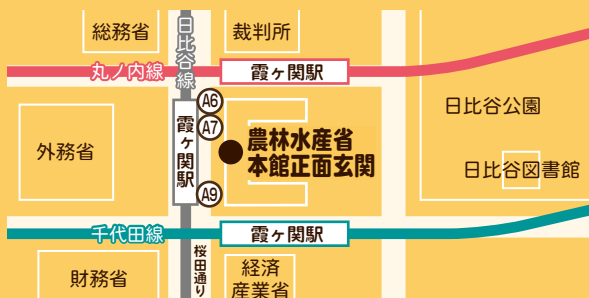 総務省
日比谷線
裁判所
丸ノ内線
霞ヶ関駅
A6
A7
日比谷公園
外務省
霞ヶ関駅
農林水産省
本館正面玄関
日比谷図書館
A9
千代田線
霞ヶ関駅
財務省
桜田通り
経済
産業省